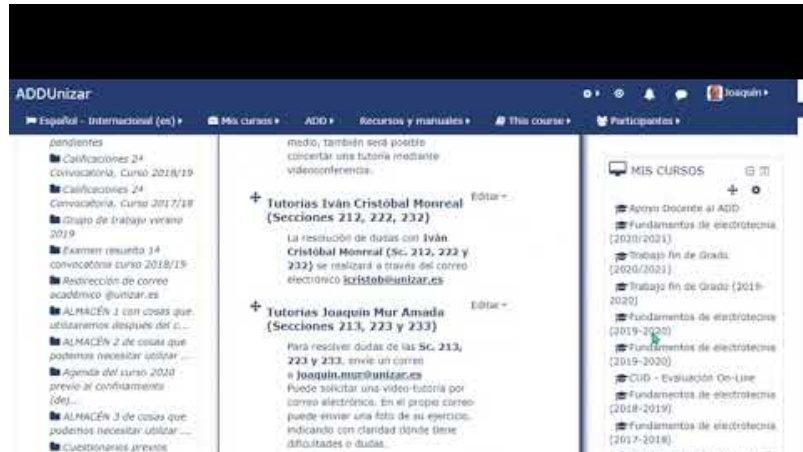 ADDUnizar
Joaquín
Español - Internacional (es)
Mis cursos
ADD
Recursos y manuales
This course
Participantes
pendientes
Calificaciones 2ª
Convocatoria, Curso 2018/19
Calificaciones 2ª
Convocatoria, Curso 2017/18
Grupo de trabajo verano
2019
Examen resuelto 1ª
convocatoria curso 2018/19
Redirección de correo
académico @unizar.es
ALMACÉN 1 con cosas que
utilizaremos después del c...
ALMACÉN 2 de cosas que
podemos necesitar utilizar ...
Agenda del curso 2020
previo al confinamiento
(dej...
ALMACÉN 3 de cosas que
podemos necesitar utilizar ...
Cuestionarios previos
medio, también será posible
concertar una tutoría mediante
videoconferencia.
Tutorías Iván Cristóbal Monreal
(Secciones 212, 222, 232)
Editar
La resolución de dudas con Iván
Cristóbal Monreal (Sc. 212, 222 y
232) se realizará a través del correo
electrónico icristob@unizar.es
Tutorías Joaquín Mur Amada
(Secciones 213, 223 y 233)
Editar
Para resolver dudas de las Sc. 213,
223 y 233, envíe un correo
a joaquin.mur@unizar.es
Puede solicitar una video-tutoría por
correo electrónico. En el propio correo
puede enviar una foto de su ejercicio,
indicando con claridad dónde tiene
dificultades o dudas.
MIS CURSOS
Apoyo Docente al ADD
Fundamentos de electrotecnia
(2020/2021)
Trabajo fin de Grado
(2020/2021)
Trabajo fin de Grado (2019-
2020)
Fundamentos de electrotecnia
(2019-2020)
Fundamentos de electrotecnia
(2019-2020)
CUD - Evaluación On-Line
Fundamentos de electrotecnia
(2018-2019)
Fundamentos de electrotecnia
(2017-2018)